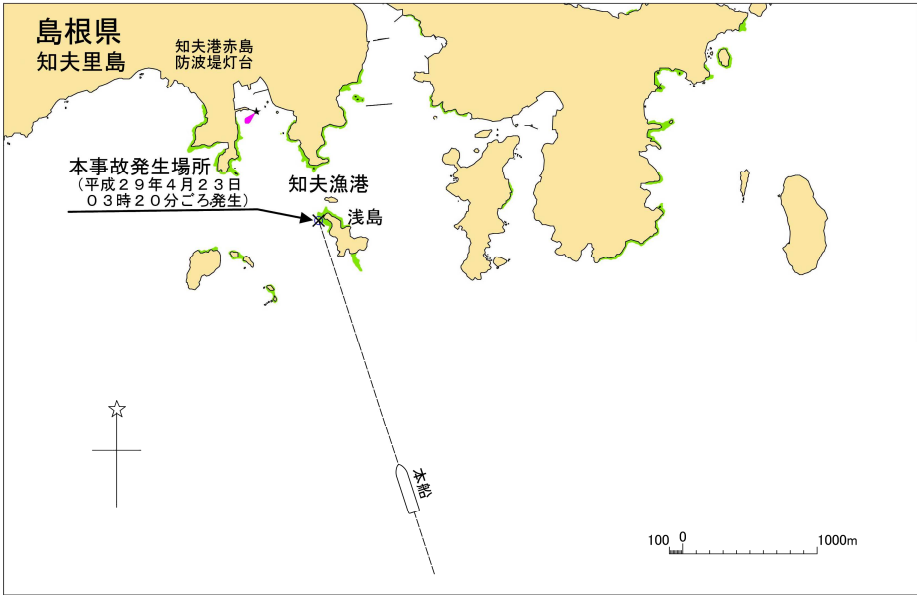 島根県
知夫里島
知夫港赤島
防波堤灯台
本事故発生場所
(平成29年4月23日
03時20分ごろ発生)
知夫漁港
浅島
本船
100 0 1000m